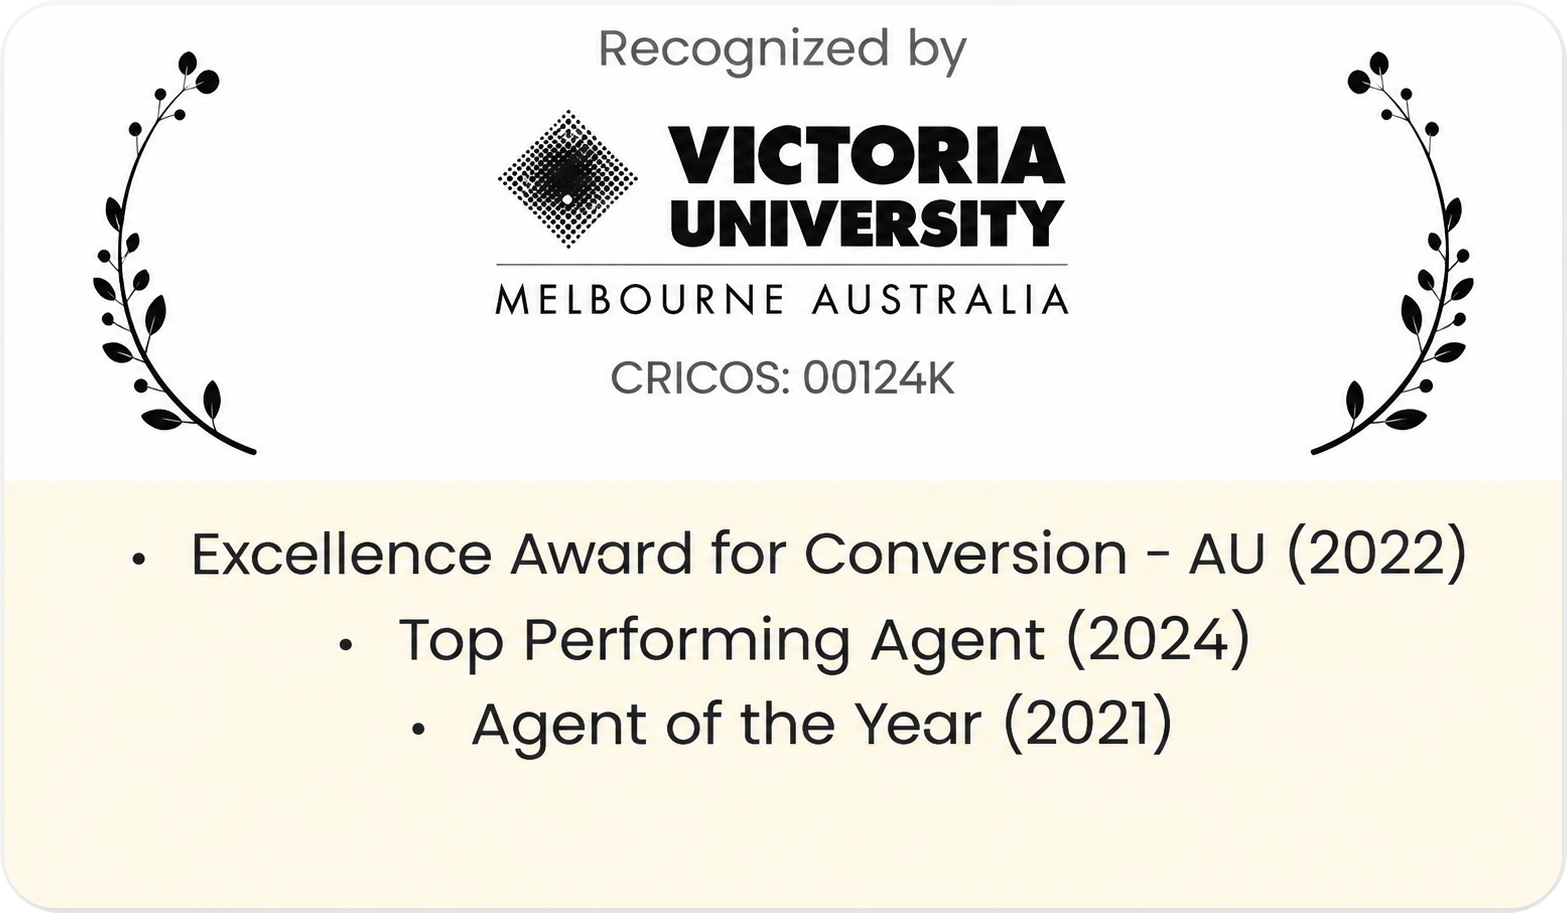 Recognized by
VICTORIA
UNIVERSITY
MELBOURNE AUSTRALIA
CRICOS: 00124K
• Excellence Award for Conversion - AU (2022)
• Top Performing Agent (2024)
• Agent of the Year (2021)